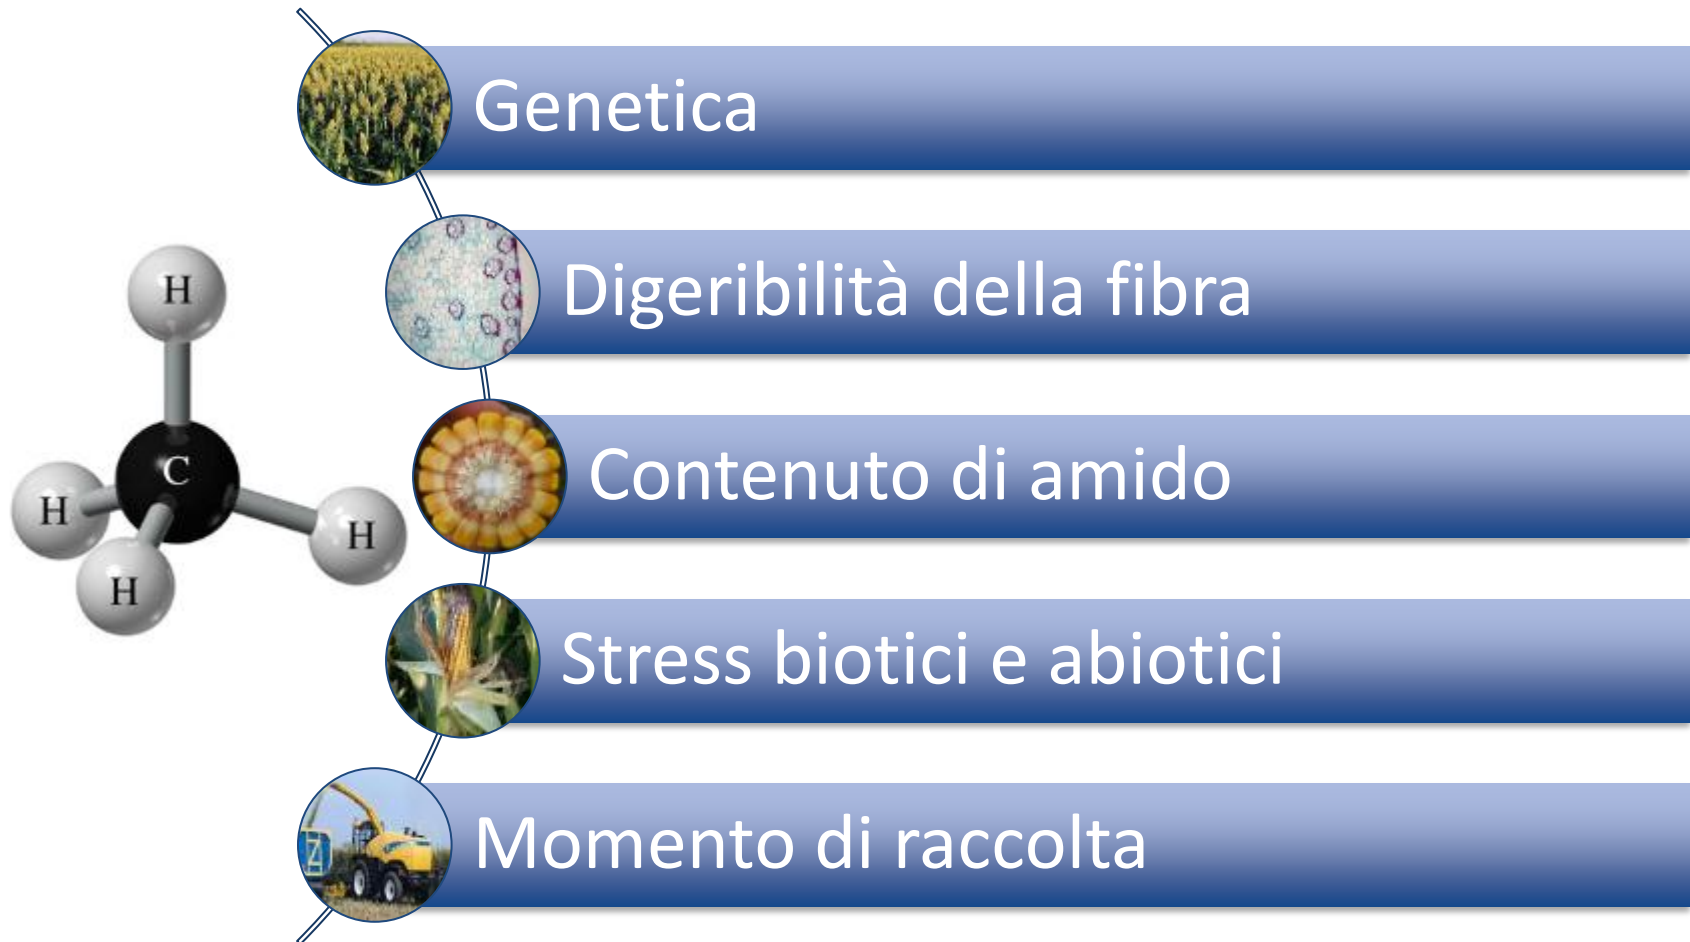 Genetica
Digeribilità della fibra
H
Contenuto di amido
C
H
H
H
Stress biotici e abiotici
Momento di raccolta